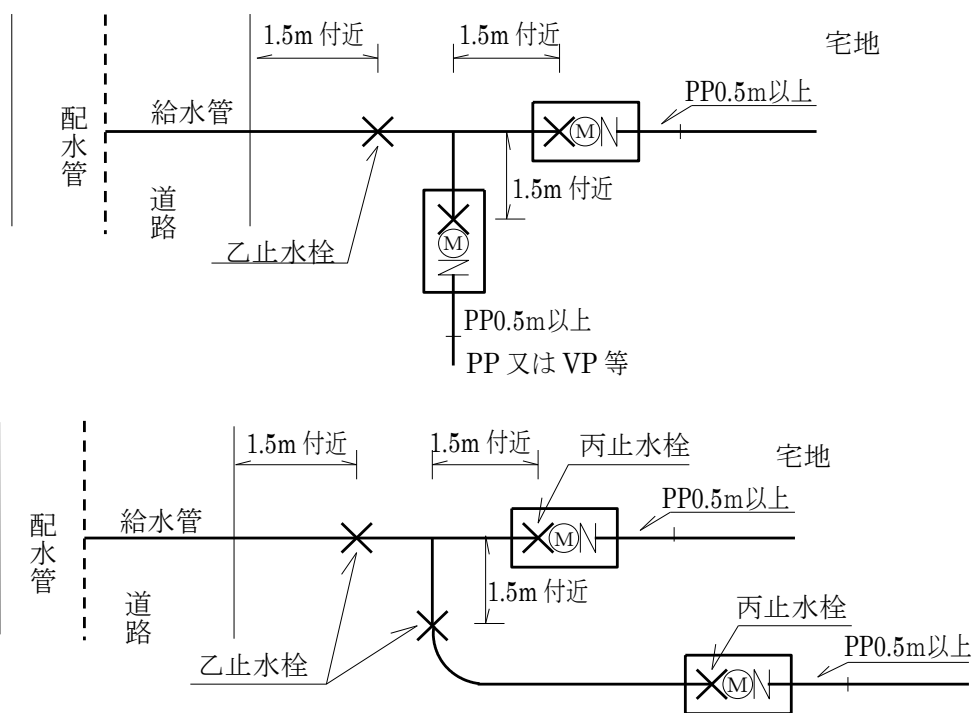 1.5m 付近
1.5m 付近
宅地
配水管
給水管
PP0.5m以上
M
道路
1.5m 付近
乙止水栓
M
PP0.5m以上
PP 又は VP 等
1.5m 付近
1.5m 付近
丙止水栓
宅地
配水管
給水管
PP0.5m以上
M
道路
1.5m 付近
丙止水栓
乙止水栓
PP0.5m以上
M